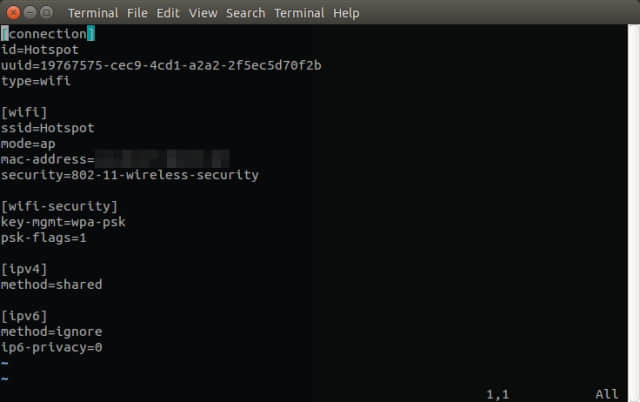 Terminal File Edit View Search Terminal Help
[connection]
id=Hotspot
uuid=19767575-cec9-4cd1-a2a2-2f5ec5d70f2b
type=wifi
[wifi]
ssid=Hotspot
mode=ap
mac-address=
security=802-11-wireless-security
[wifi-security]
key-mgmt=wpa-psk
psk-flags=1
[ipv4]
method=shared
[ipv6]
method=ignore
ip6-privacy=0
~
~
1,1 All